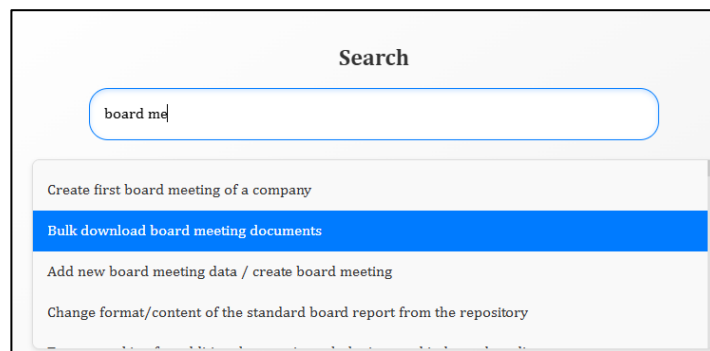 Search
board me
Create first board meeting of a company
Bulk download board meeting documents
Add new board meeting data / create board meeting
Change format/content of the standard board report from the repository